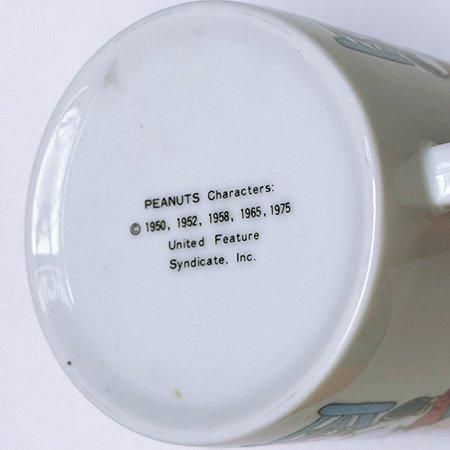 PEANUTS Characters:
© 1950, 1952, 1958, 1965, 1975
United Feature
Syndicate, Inc.